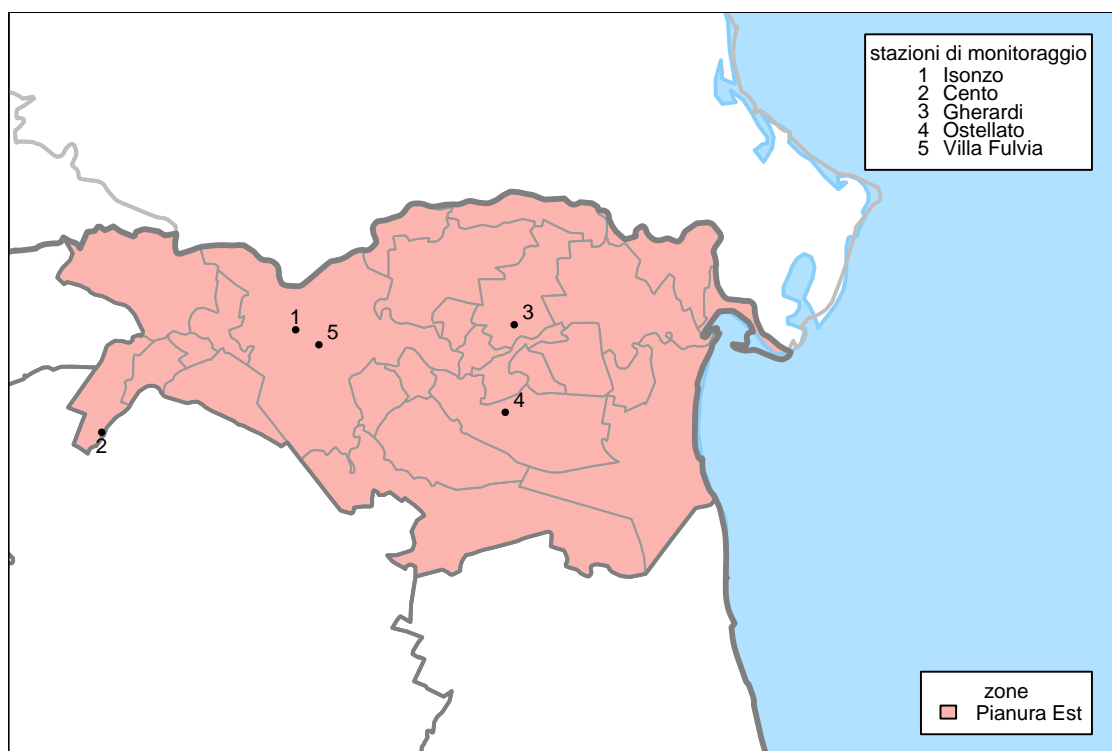 stazioni di monitoraggio
1 Isonzo
2 Cento
3 Gherardi
4 Ostellato
5 Villa Fulvia
3
1
5
4
2
zone
Pianura Est